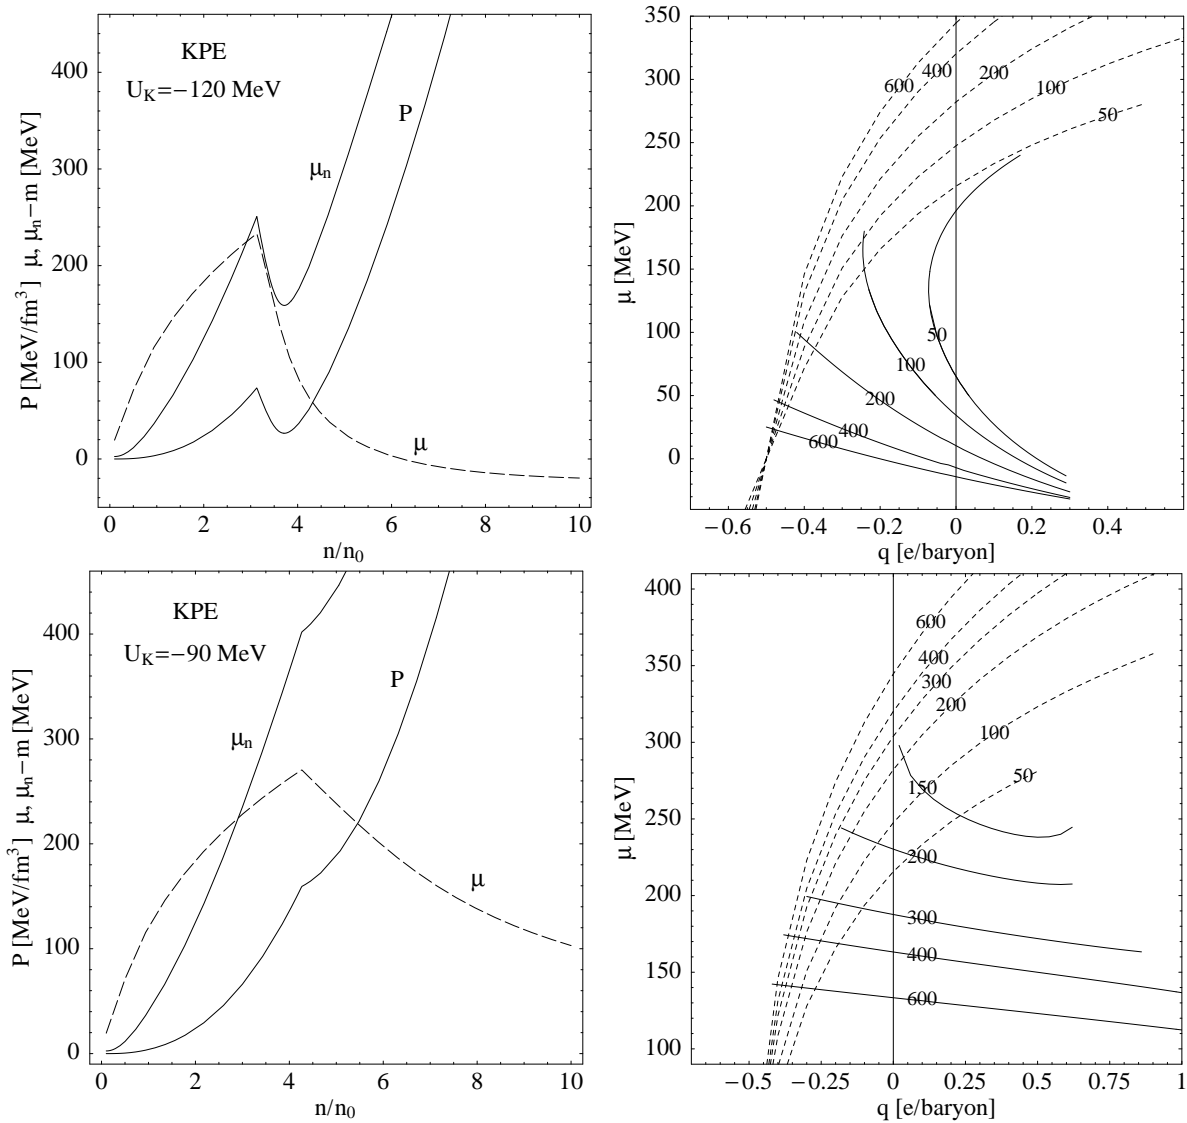 KPE
U_K=−120 MeV
P
μ_n
μ
400
300
200
100
0
P [MeV/fm³] μ, μ_n−m [MeV]
0 2 4 6 8 10
n/n₀
350
300
250
200
150
100
50
0
μ [MeV]
600 400 200 100 50
50
100
200
400
600
−0.6 −0.4 −0.2 0 0.2 0.4
q [e/baryon]
KPE
U_K=−90 MeV
P
μ_n
μ
400
300
200
100
0
P [MeV/fm³] μ, μ_n−m [MeV]
0 2 4 6 8 10
n/n₀
400
350
300
250
200
150
100
μ [MeV]
600
400
300
200
100
50
150
200
300
400
600
−0.5 −0.25 0 0.25 0.5 0.75 1
q [e/baryon]